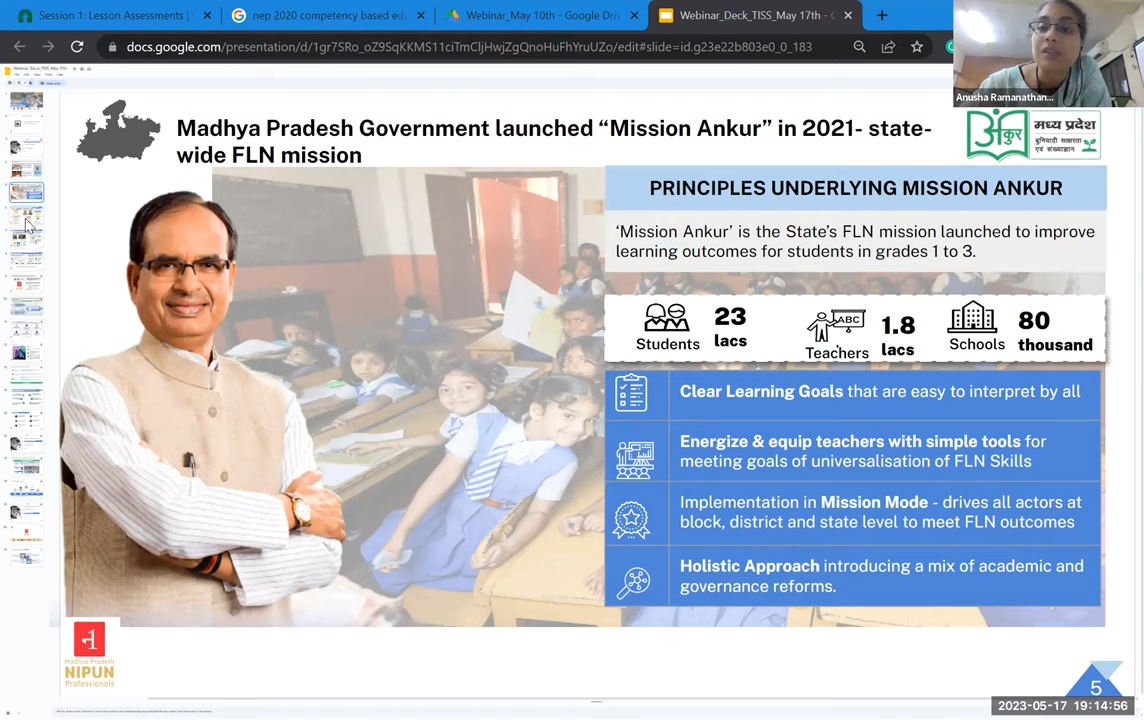 Session 1: Lesson Assessments |
nep 2020 competency based ed
Webinar_May 10th - Google Dri
Webinar_Deck_TISS_May 17th -
docs.google.com/presentation/d/1gr7SRo_oZ9SqKKMS11ciTmCljHwjZgQnoHuFhYruUZo/edit#slide=id.g23e22b803e0_0_183
Anusha Ramanathan...
Madhya Pradesh Government launched “Mission Ankur” in 2021- state-
wide FLN mission
अंकुर
मध्य प्रदेश
बुनियादी साक्षरता
एवं संख्याज्ञान
PRINCIPLES UNDERLYING MISSION ANKUR
‘Mission Ankur’ is the State’s FLN mission launched to improve
learning outcomes for students in grades 1 to 3.
Students
23
lacs
ABC
Teachers
1.8
lacs
Schools
80
thousand
Clear Learning Goals that are easy to interpret by all
Energize & equip teachers with simple tools for
meeting goals of universalisation of FLN Skills
Implementation in Mission Mode - drives all actors at
block, district and state level to meet FLN outcomes
Holistic Approach introducing a mix of academic and
governance reforms.
Madhya Pradesh
NIPUN
Professionals
5
2023-05-17 19:14:56